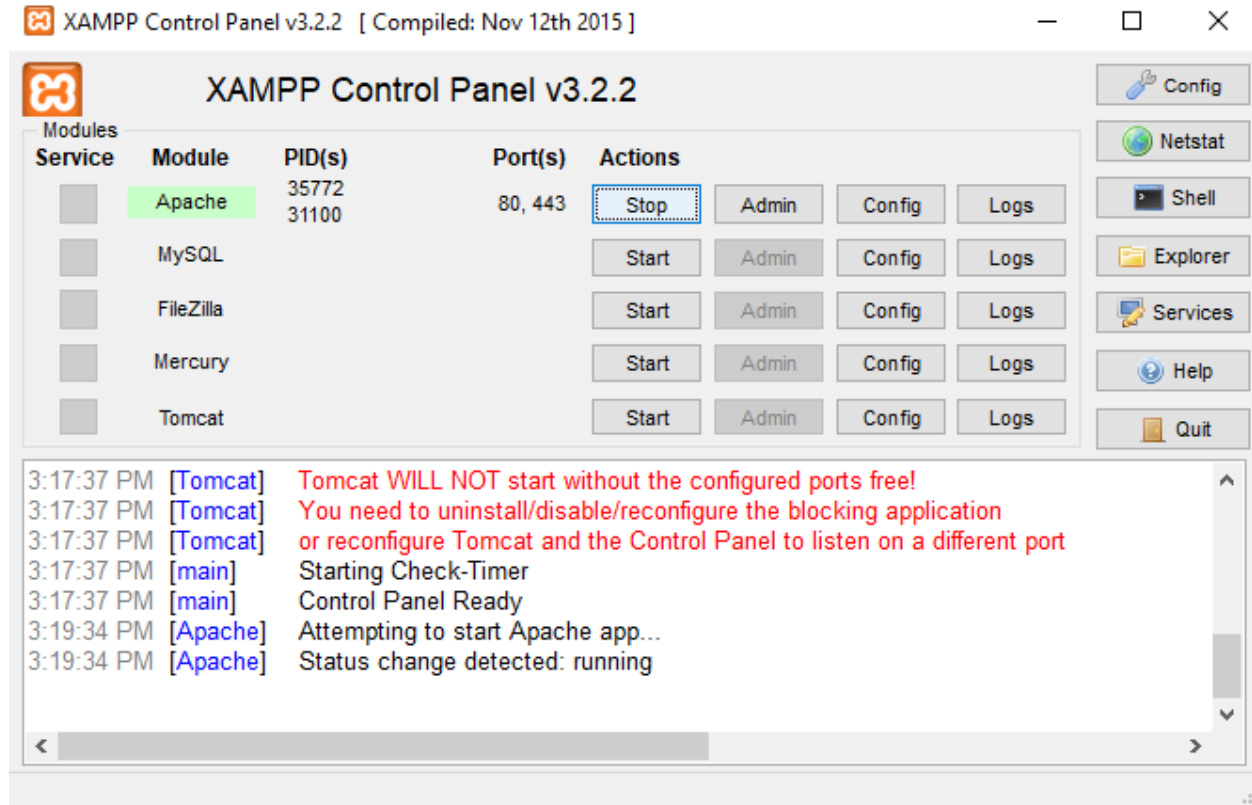 XAMPP Control Panel v3.2.2 [ Compiled: Nov 12th 2015 ]
XAMPP Control Panel v3.2.2
Config
Modules
Service Module PID(s) Port(s) Actions
Netstat
Apache 35772 31100 80, 443 Stop Admin Config Logs
Shell
MySQL Start Admin Config Logs
Explorer
FileZilla Start Admin Config Logs
Services
Mercury Start Admin Config Logs
Help
Tomcat Start Admin Config Logs
Quit
3:17:37 PM [Tomcat] Tomcat WILL NOT start without the configured ports free!
3:17:37 PM [Tomcat] You need to uninstall/disable/reconfigure the blocking application
3:17:37 PM [Tomcat] or reconfigure Tomcat and the Control Panel to listen on a different port
3:17:37 PM [main] Starting Check-Timer
3:17:37 PM [main] Control Panel Ready
3:19:34 PM [Apache] Attempting to start Apache app...
3:19:34 PM [Apache] Status change detected: running